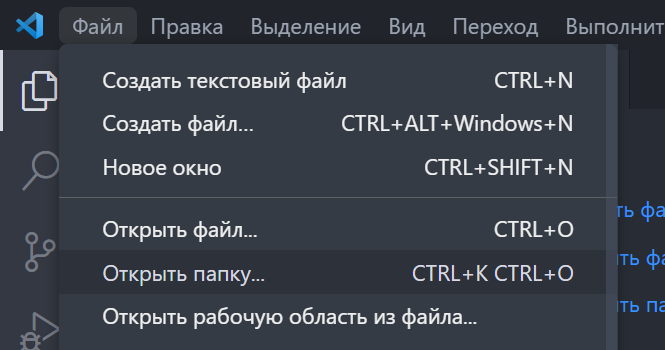 Файл Правка Выделение Вид Переход Выполнит
Создать текстовый файл CTRL+N
Создать файл... CTRL+ALT+Windows+N
Новое окно CTRL+SHIFT+N
Открыть файл... CTRL+O
Открыть папку... CTRL+K CTRL+O
Открыть рабочую область из файла...